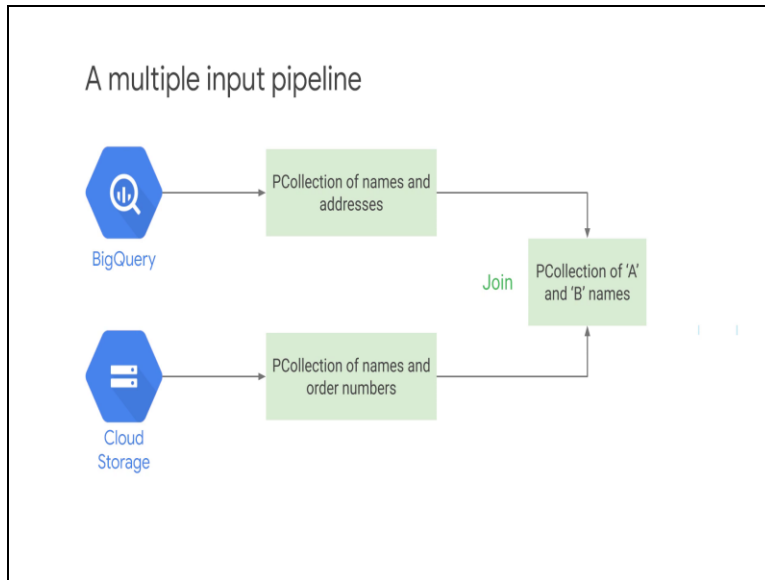 A multiple input pipeline
PCollection of names and
addresses
BigQuery
Join
PCollection of ‘A’
and ‘B’ names
PCollection of names and
order numbers
Cloud
Storage